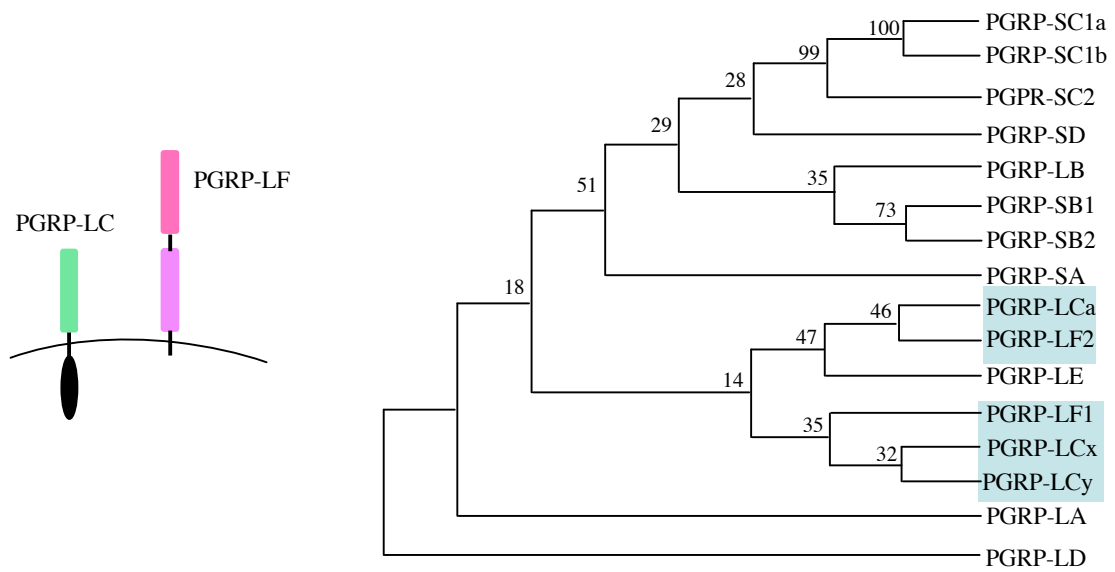 PGRP-LF
PGRP-LC
PGRP-SC1a
100
PGRP-SC1b
99
PGPR-SC2
28
PGRP-SD
29
PGRP-LB
35
PGRP-SB1
73
PGRP-SB2
51
PGRP-SA
18
PGRP-LCa
46
PGRP-LF2
47
PGRP-LE
14
PGRP-LF1
35
PGRP-LCx
32
PGRP-LCy
PGRP-LA
PGRP-LD